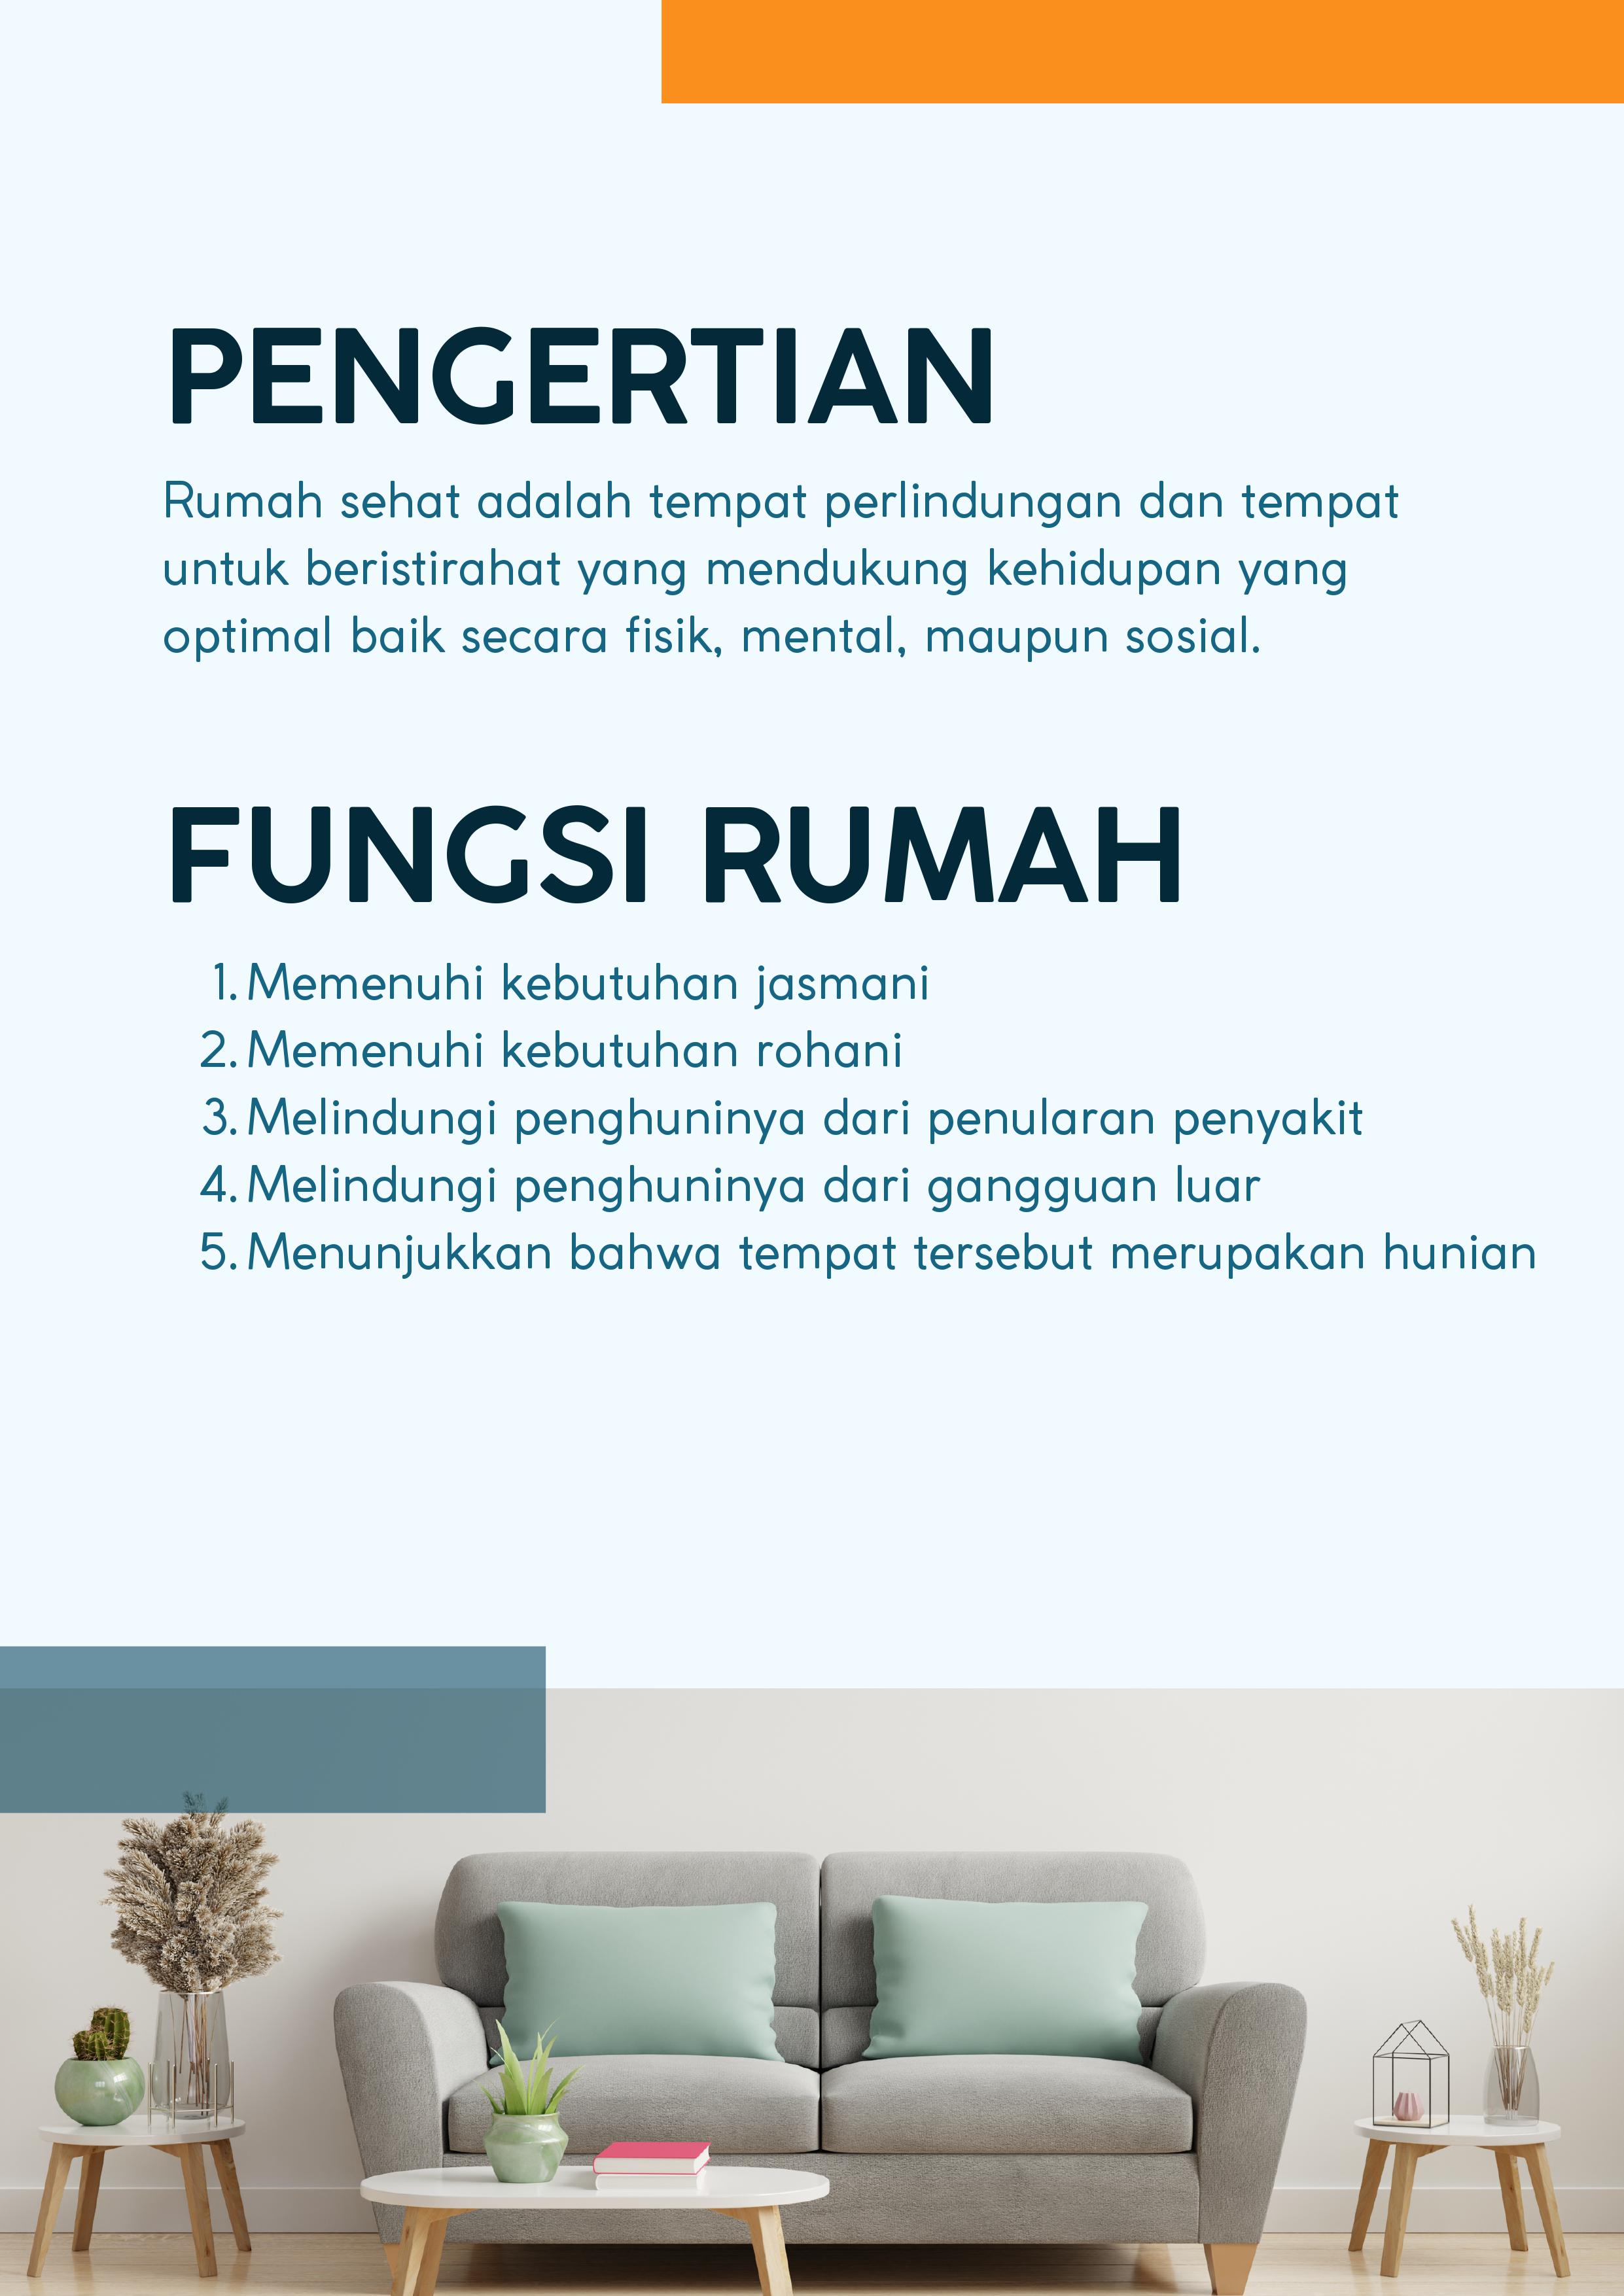 PENGERTIAN
Rumah sehat adalah tempat perlindungan dan tempat
untuk beristirahat yang mendukung kehidupan yang
optimal baik secara fisik, mental, maupun sosial.
FUNGSI RUMAH
1. Memenuhi kebutuhan jasmani
2. Memenuhi kebutuhan rohani
3. Melindungi penghuninya dari penularan penyakit
4. Melindungi penghuninya dari gangguan luar
5. Menunjukkan bahwa tempat tersebut merupakan hunian